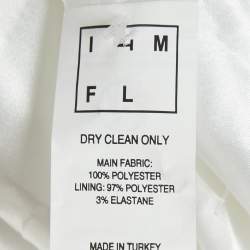 I A M
F L
DRY CLEAN ONLY
MAIN FABRIC:
100% POLYESTER
LINING: 97% POLYESTER
3% ELASTANE
MADE IN TURKEY